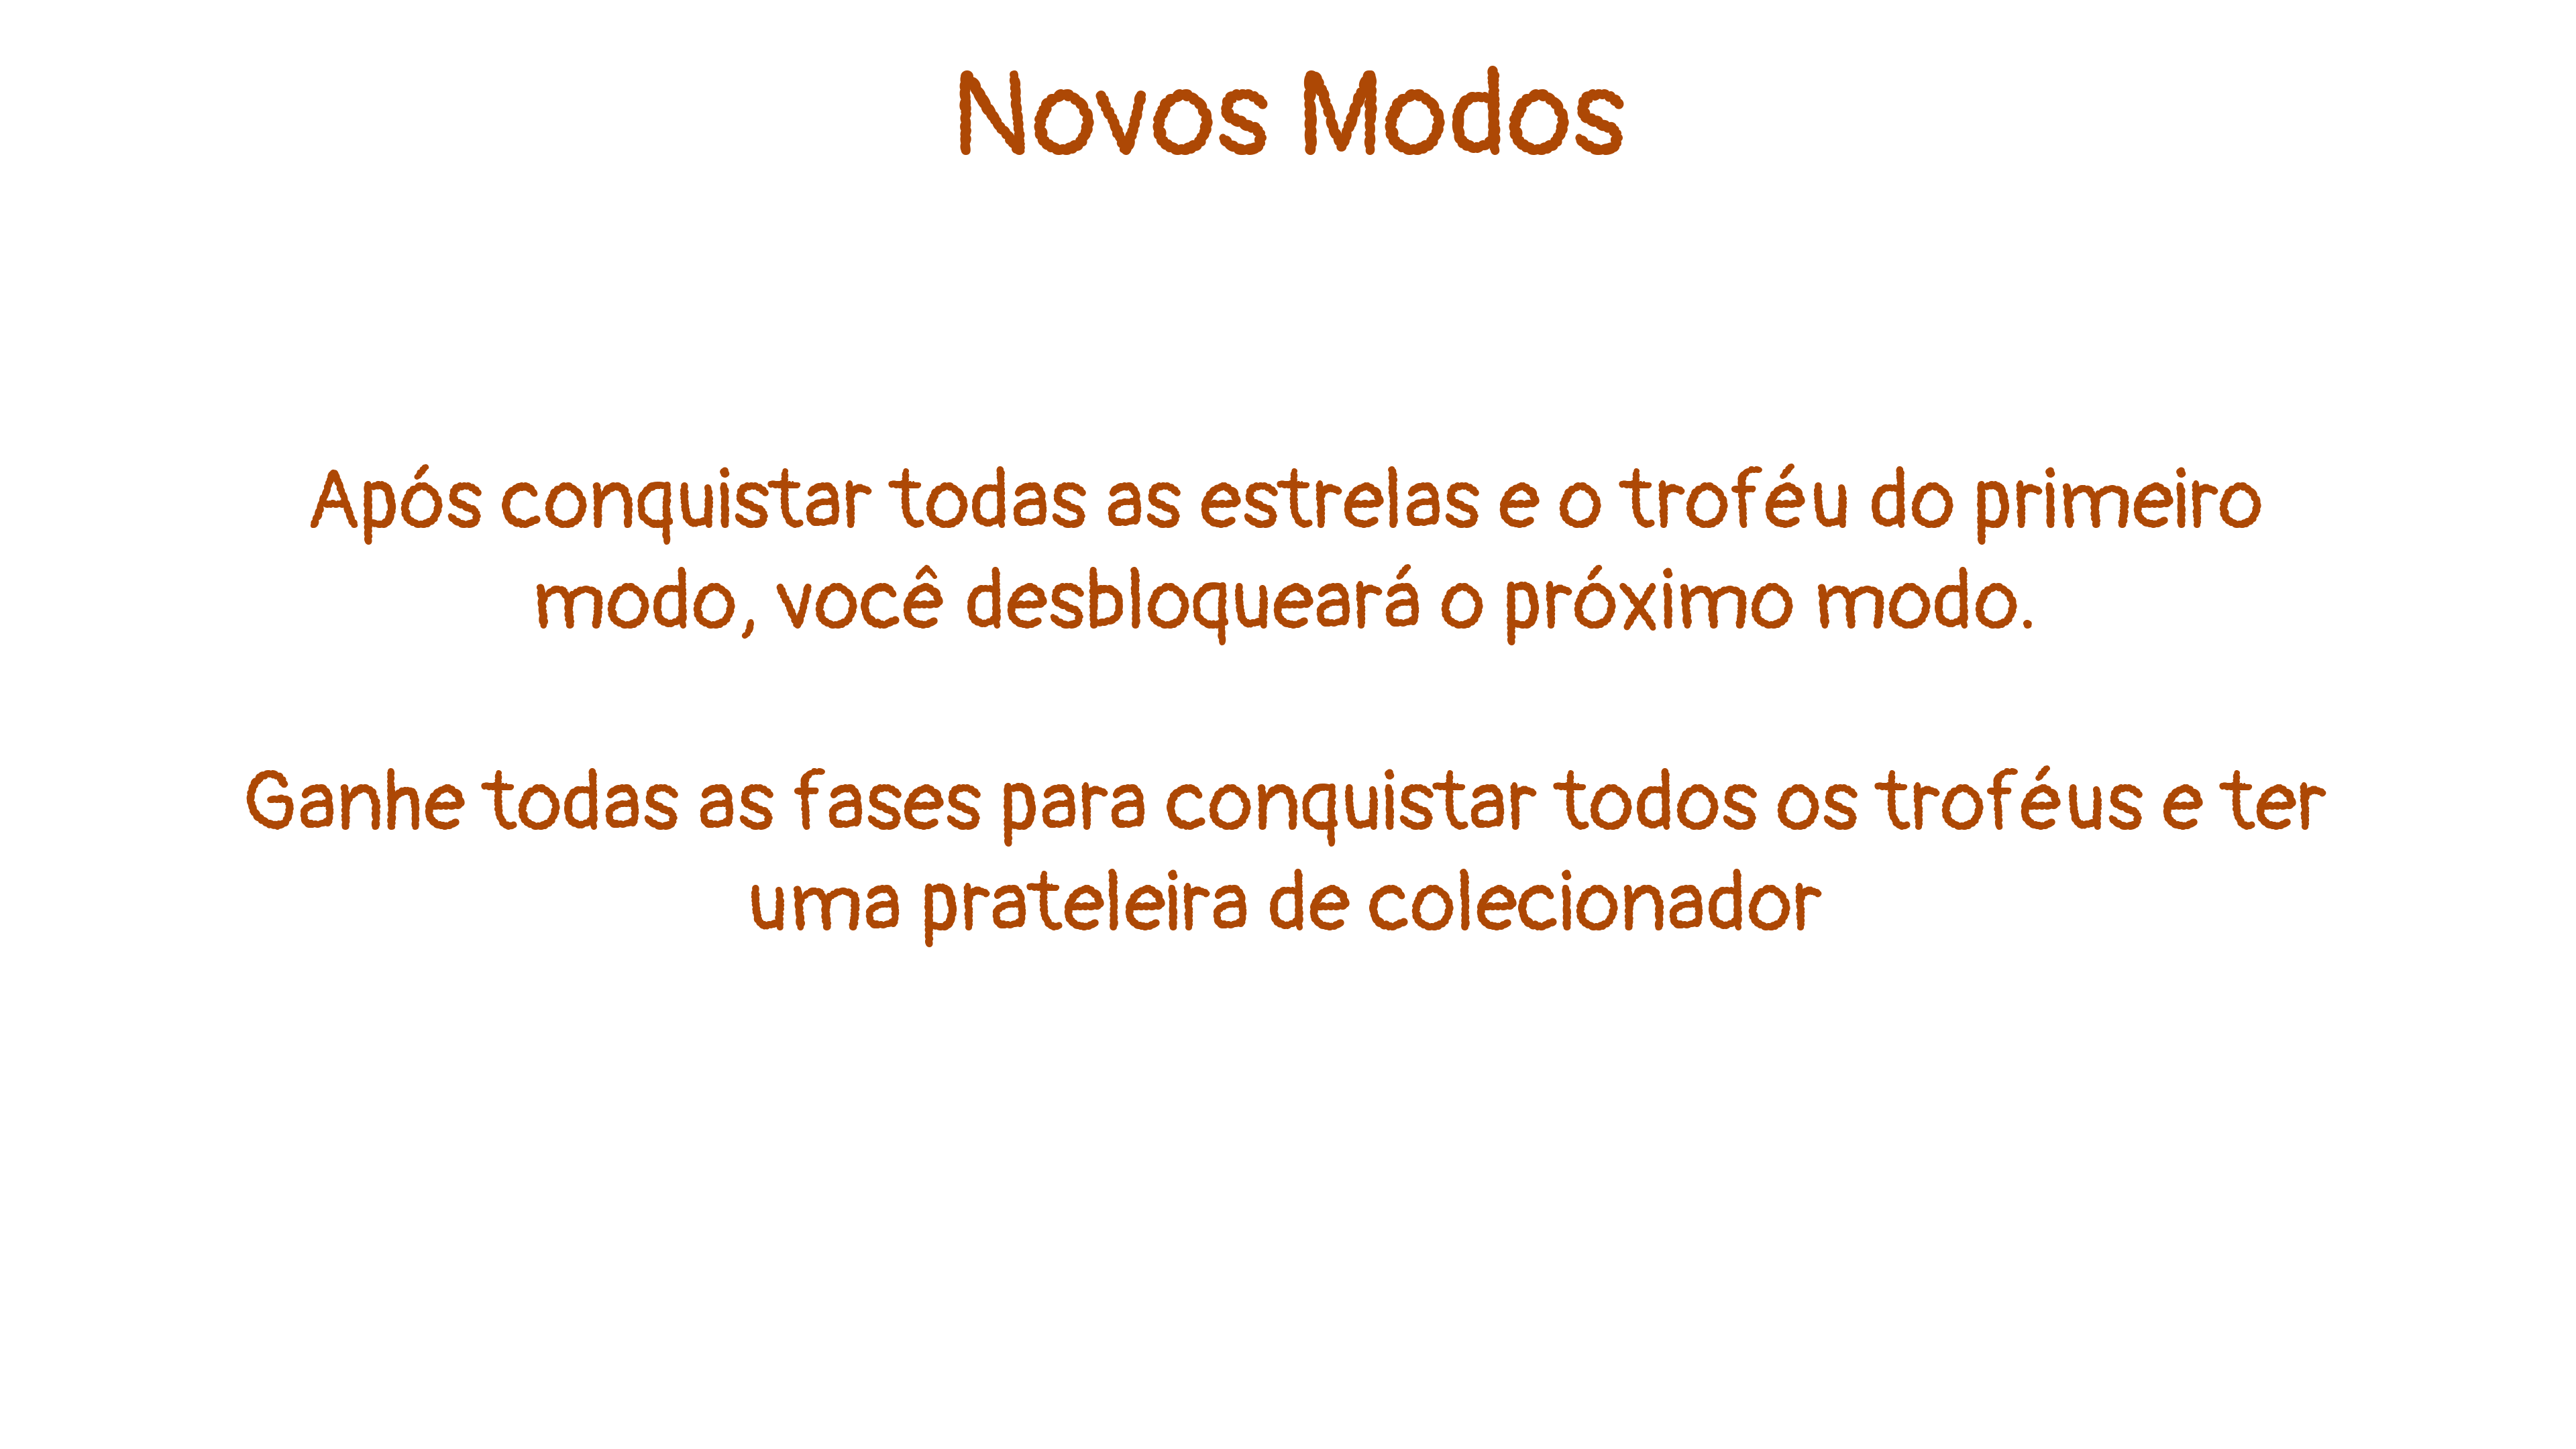 Novos Modos
Após conquistar todas as estrelas e o troféu do primeiro
modo, você desbloqueará o próximo modo.
Ganhe todas as fases para conquistar todos os troféus e ter
uma prateleira de colecionador